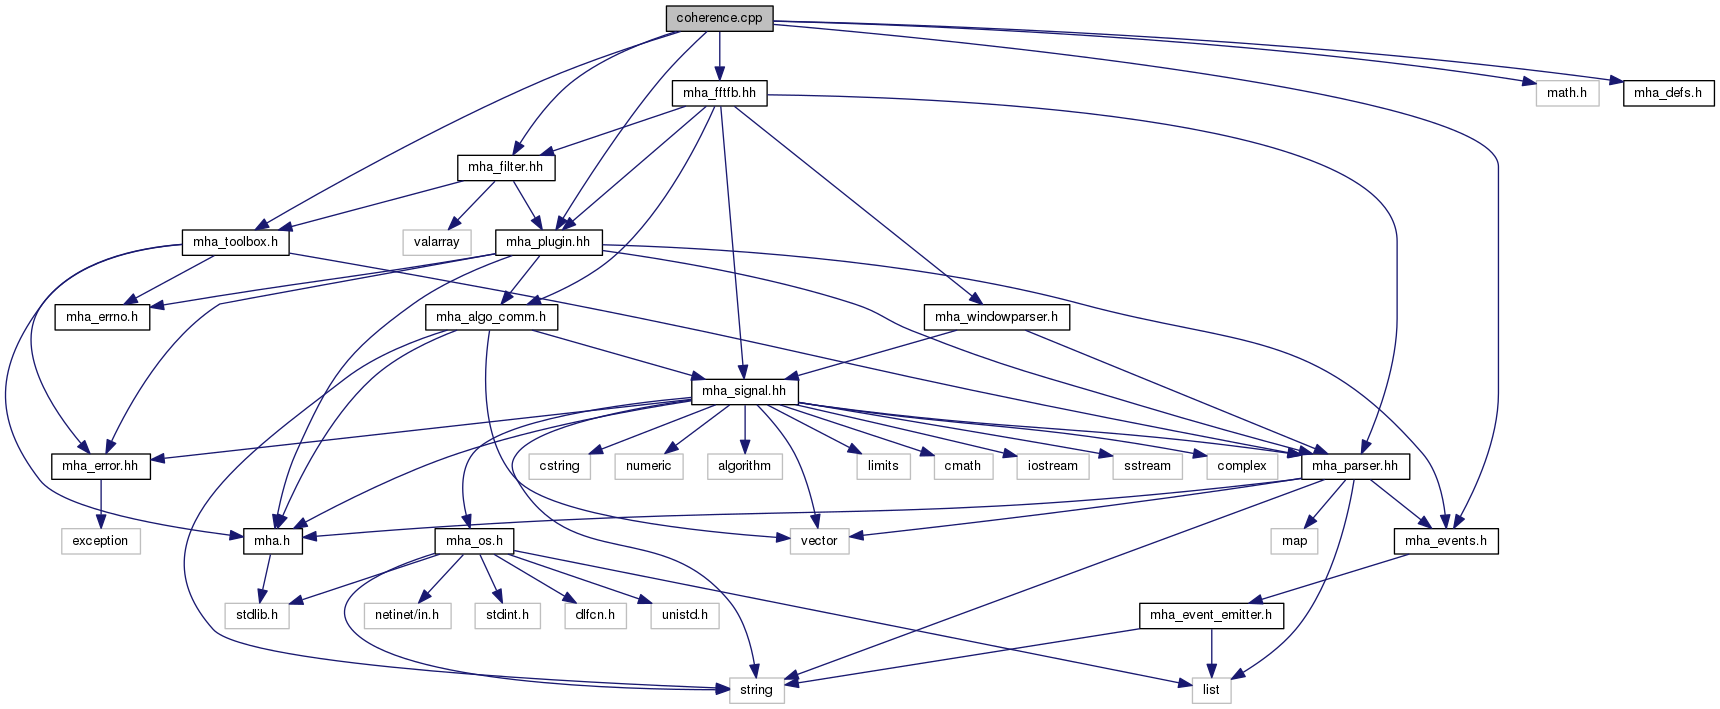 coherence.cpp
mha_fftfb.hh
math.h
mha_defs.h
mha_filter.hh
mha_toolbox.h
valarray
mha_plugin.hh
mha_errno.h
mha_algo_comm.h
mha_windowparser.h
mha_signal.hh
mha_error.hh
cstring
numeric
algorithm
limits
cmath
iostream
sstream
complex
mha_parser.hh
exception
mha.h
mha_os.h
vector
map
mha_events.h
stdlib.h
netinet/in.h
stdint.h
dlfcn.h
unistd.h
mha_event_emitter.h
string
list